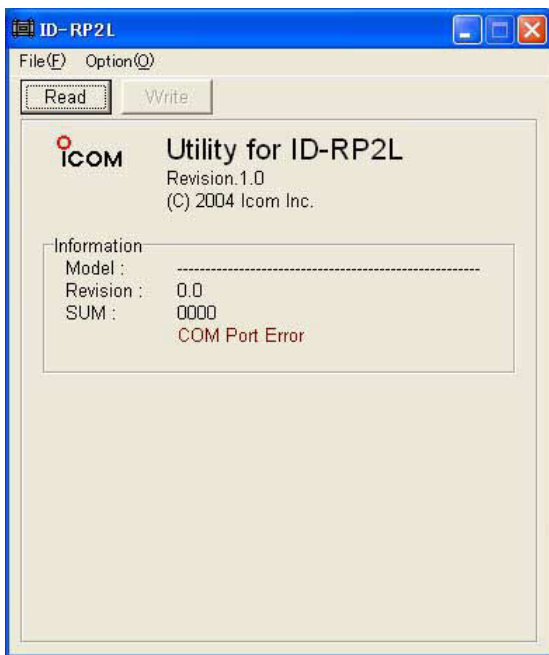 ID-RP2L
File(F) Option(O)
Read Write
ICOM
Utility for ID-RP2L
Revision.1.0
(C) 2004 Icom Inc.
Information
Model : -----------------------------------------------------
Revision : 0.0
SUM : 0000
COM Port Error